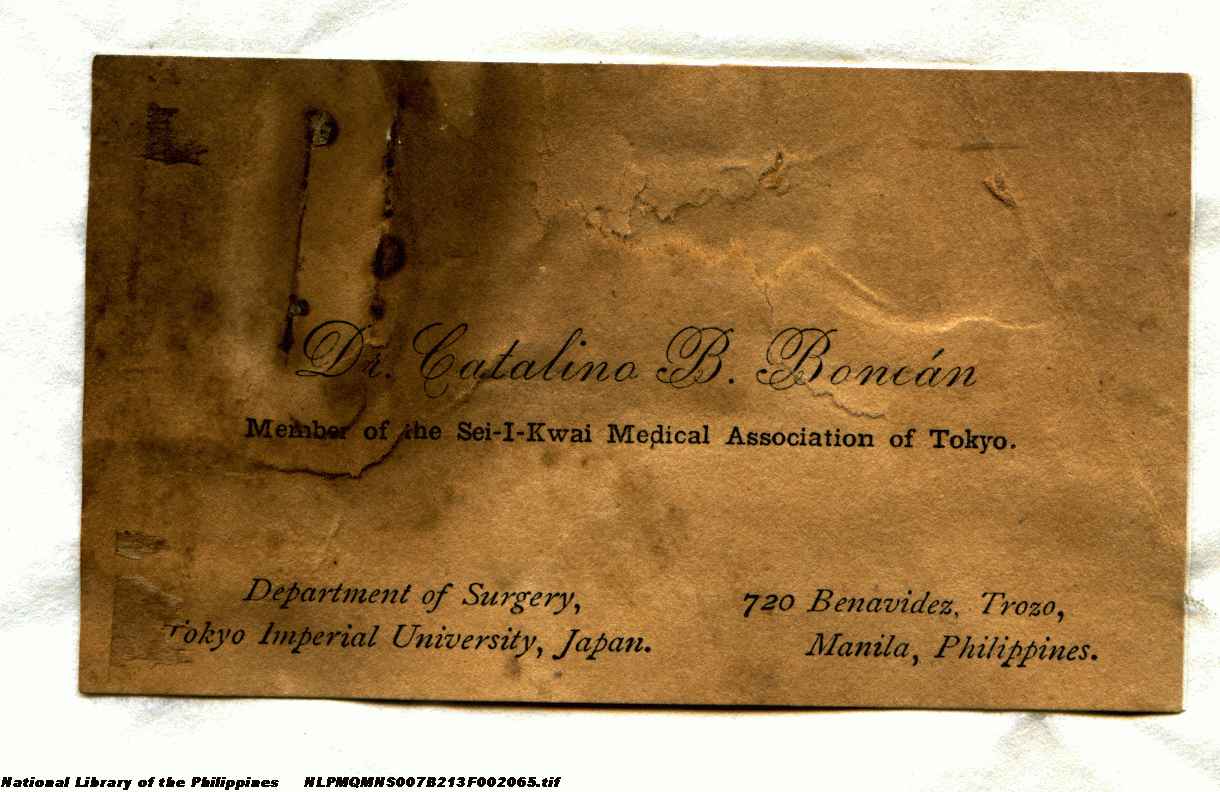 Dr. Catalino B. Boncán
Member of the Sei-I-Kwai Medical Association of Tokyo.
Department of Surgery,
Tokyo Imperial University, Japan.
720 Benavidez, Trozo,
Manila, Philippines.
National Library of the Philippines NLPMQMNS007B213F002065.tif